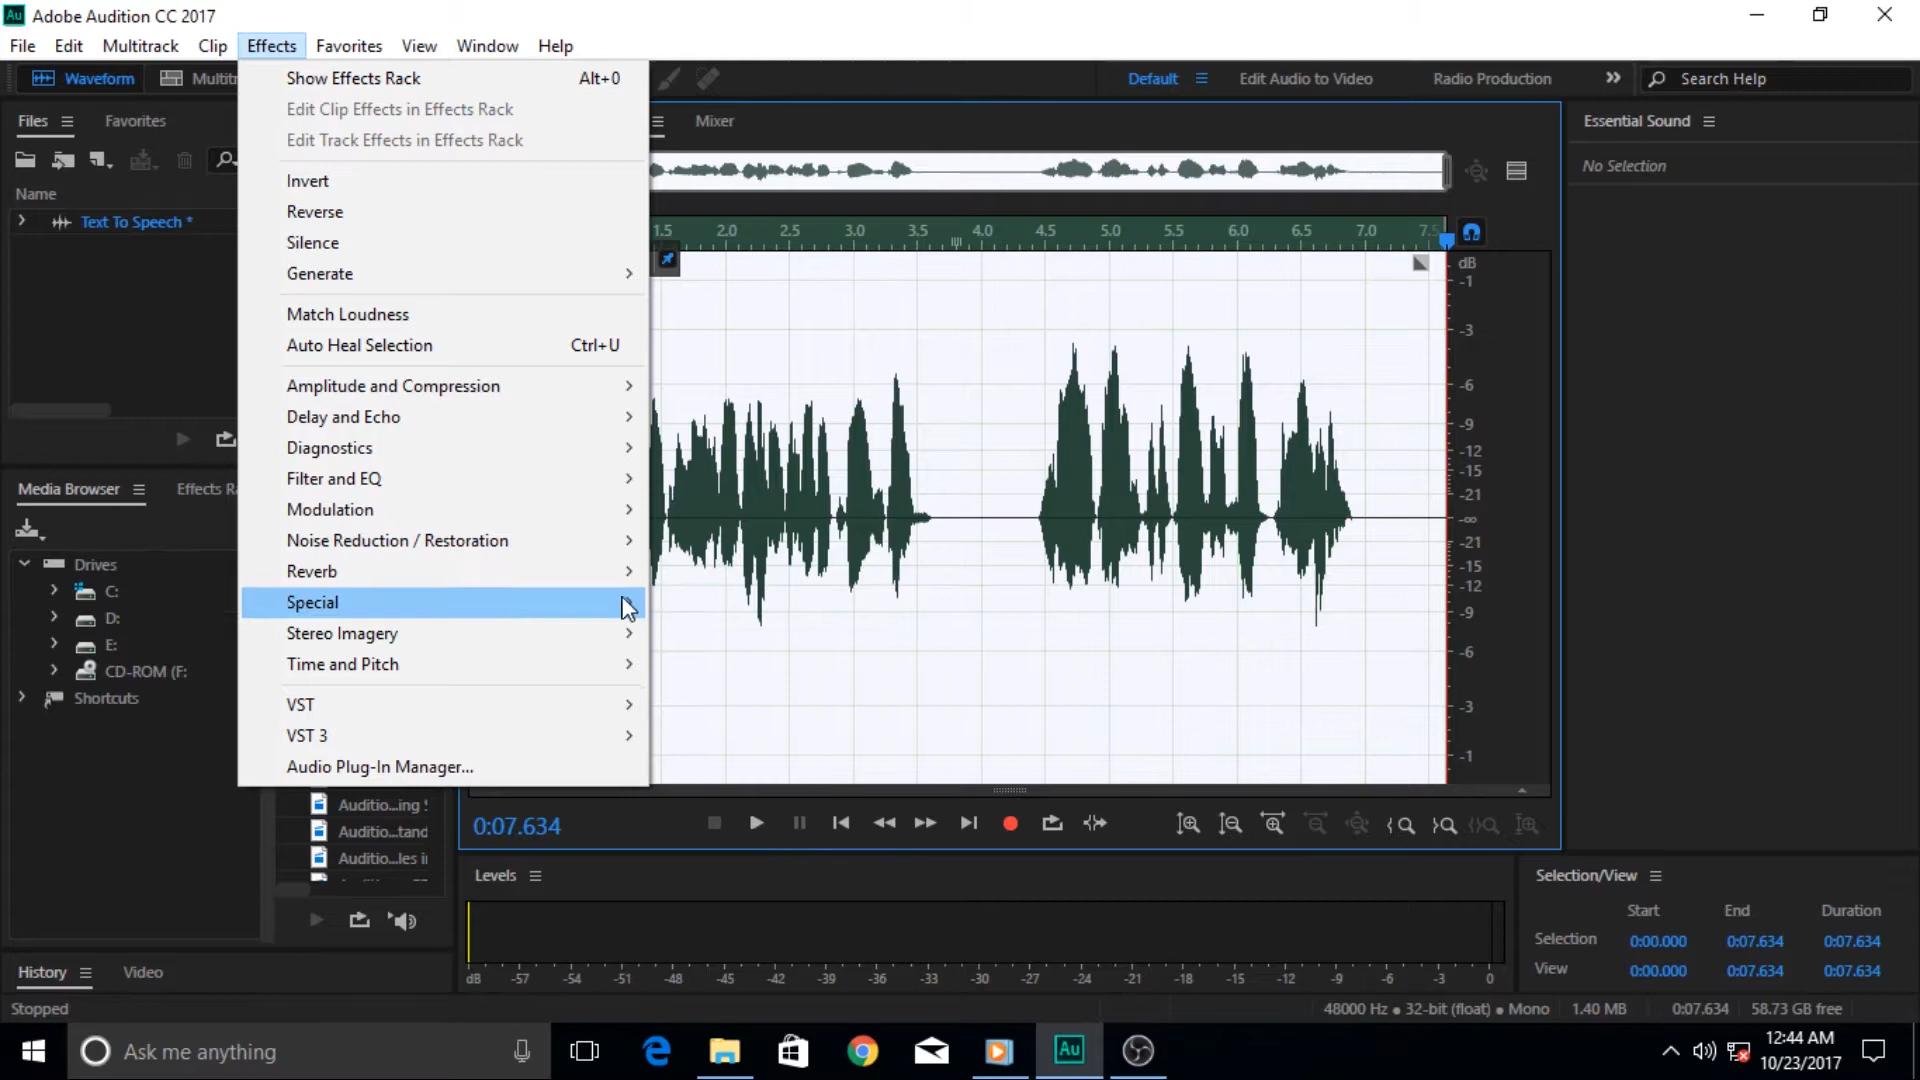 Au Adobe Audition CC 2017
File Edit Multitrack Clip Effects Favorites View Window Help
Waveform Default Edit Audio to Video Radio Production Search Help
Show Effects Rack Alt+0
Edit Clip Effects in Effects Rack
Edit Track Effects in Effects Rack
Invert
Reverse
Silence
Generate
Match Loudness
Auto Heal Selection Ctrl+U
Amplitude and Compression
Delay and Echo
Diagnostics
Filter and EQ
Modulation
Noise Reduction / Restoration
Reverb
Special
Stereo Imagery
Time and Pitch
VST
VST 3
Audio Plug-In Manager...
Files Favorites
Name
Text To Speech *
Media Browser Effects Ra
Drives
C:
D:
E:
CD-ROM (F:
Shortcuts
Auditio...ing
Auditio...tand
Auditio...les i
History Video
Stopped
Mixer
1.5 2.0 2.5 3.0 3.5 4.0 4.5 5.0 5.5 6.0 6.5 7.0 7.5
dB
-1
-3
-6
-9
-12
-15
-21
-∞
-21
-15
-12
-9
-6
-3
-1
0:07.634
Levels
dB -57 -54 -51 -48 -45 -42 -39 -36 -33 -30 -27 -24 -21 -18 -15 -12 -9 -6 -3 0
Essential Sound
No Selection
Selection/View
Start End Duration
Selection 0:00.000 0:07.634 0:07.634
View 0:00.000 0:07.634 0:07.634
48000 Hz ● 32-bit (float) ● Mono 1.40 MB 0:07.634 58.73 GB free
Ask me anything
Au
12:44 AM
10/23/2017